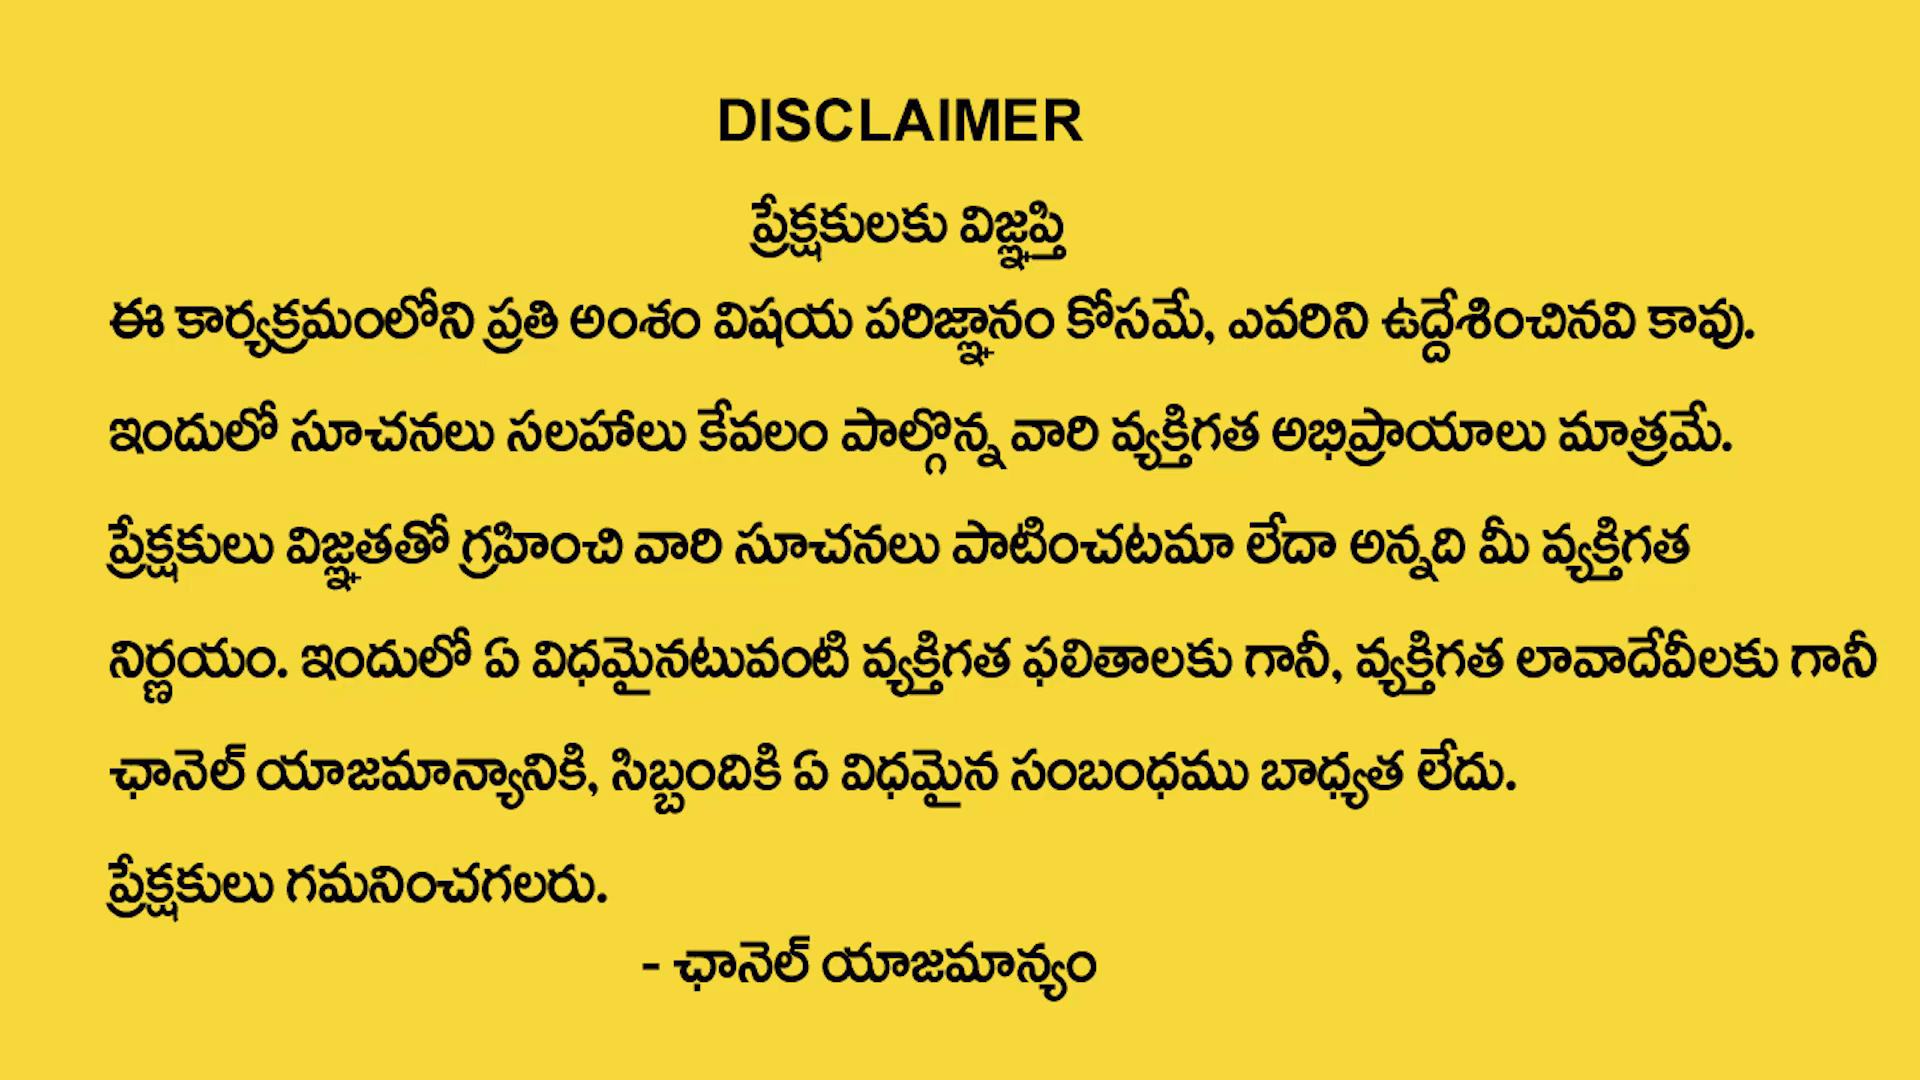 DISCLAIMER
ప్రేక్షకులకు విజ్ఞప్తి
ఈ కార్యక్రమంలోని ప్రతి అంశం విషయ పరిజ్ఞానం కోసమే, ఎవరిని ఉద్దేశించినవి కావు.
ఇందులో సూచనలు సలహాలు కేవలం పాల్గొన్న వారి వ్యక్తిగత అభిప్రాయాలు మాత్రమే.
ప్రేక్షకులు విజ్ఞతతో గ్రహించి వారి సూచనలు పాటించటమా లేదా అన్నది మీ వ్యక్తిగత
నిర్ణయం. ఇందులో ఏ విధమైనటువంటి వ్యక్తిగత ఫలితాలకు గానీ, వ్యక్తిగత లావాదేవీలకు గానీ
ఛానెల్ యాజమాన్యానికి, సిబ్బందికి ఏ విధమైన సంబంధము బాధ్యత లేదు.
ప్రేక్షకులు గమనించగలరు.
- ఛానెల్ యాజమాన్యం